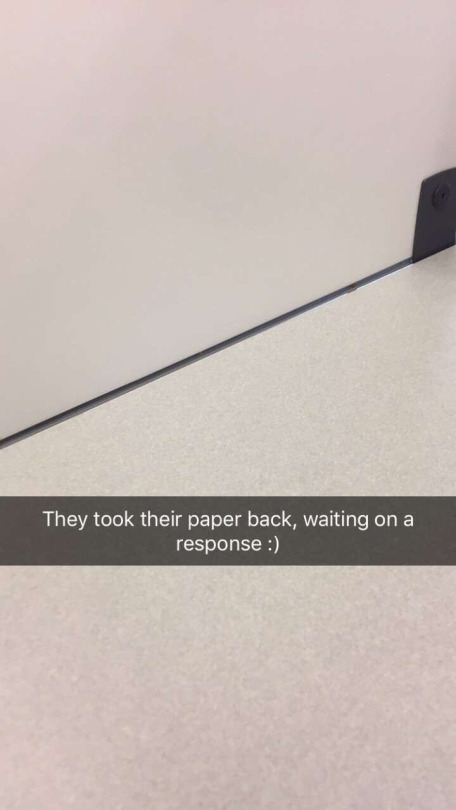 They took their paper back, waiting on a
response :)